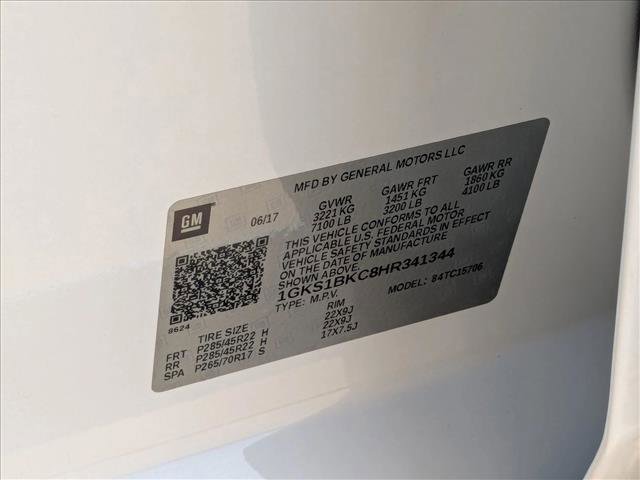 GM
06/17
MFD BY GENERAL MOTORS LLC
GVWR GAWR FRT GAWR RR
3221 KG 1451 KG 1860 KG
7100 LB 3200 LB 4100 LB
THIS VEHICLE CONFORMS TO ALL
APPLICABLE U.S. FEDERAL MOTOR
VEHICLE SAFETY STANDARDS IN EFFECT
ON THE DATE OF MANUFACTURE
SHOWN ABOVE.
1GKS1BKC8HR341344
TYPE: M.P.V. MODEL: 84TC15706
8624
TIRE SIZE RIM
FRT P285/45R22 H 22X9J
RR P285/45R22 H 22X9J
SPA P265/70R17 S 17X7.5J